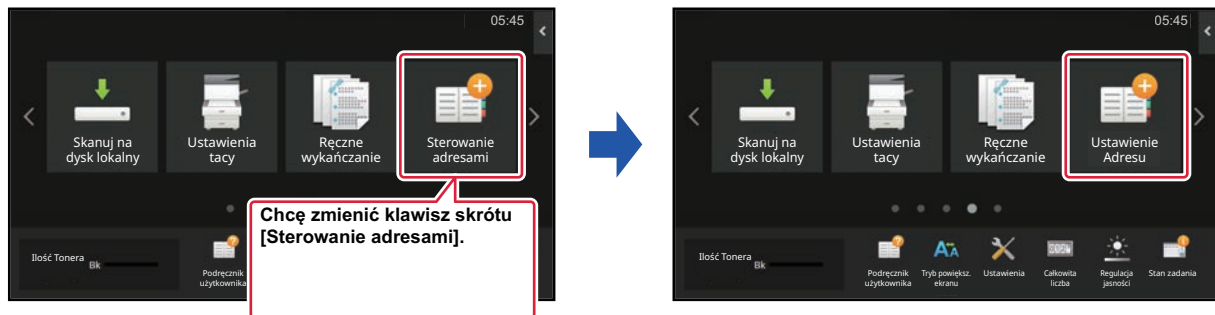 05:45
Skanuj na
dysk lokalny
Ustawienia
tacy
Ręczne
wykańczanie
Sterowanie
adresami
Chcę zmienić klawisz skrótu
[Sterowanie adresami].
Ilość Tonera
Bk
Podręcznik
użytkownika
05:45
Skanuj na
dysk lokalny
Ustawienia
tacy
Ręczne
wykańczanie
Ustawienie
Adresu
Ilość Tonera
Bk
Podręcznik
użytkownika
Tryb powiększ.
ekranu
Ustawienia
Całkowita
liczba
Regulacja
jasności
Stan zadania